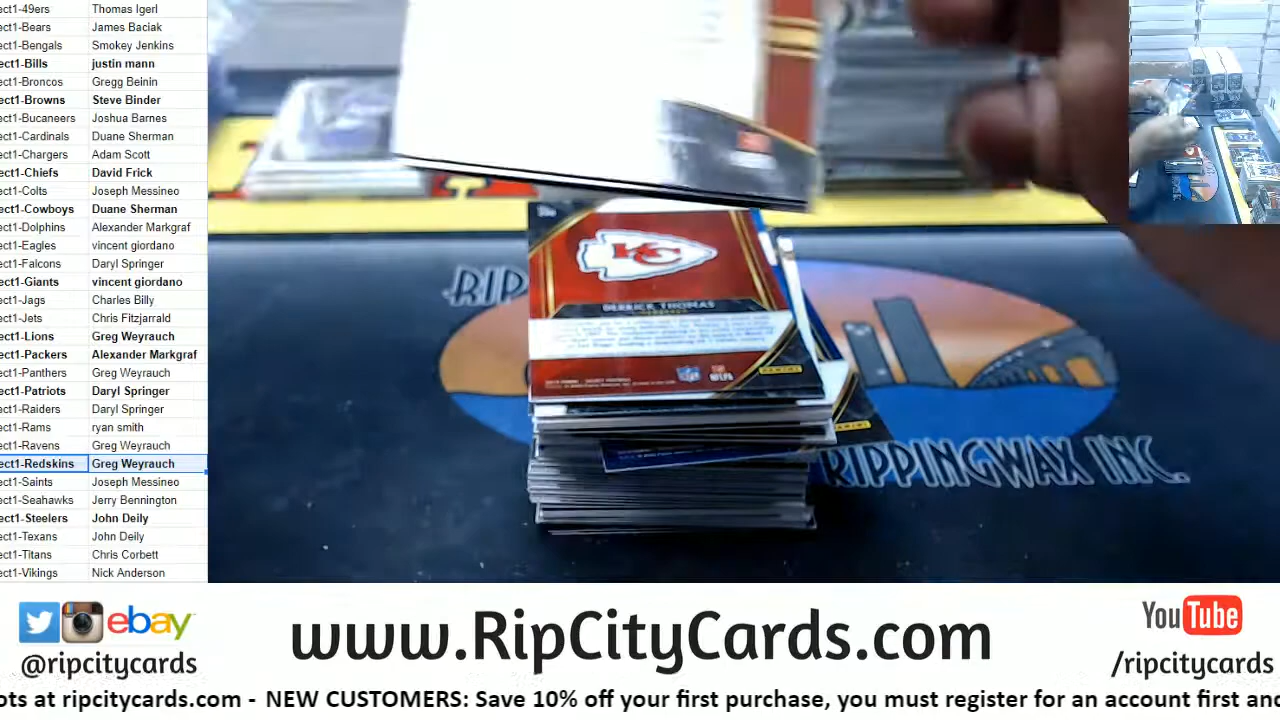 ect1-49ers Thomas Igerl
ect1-Bears James Baciak
ect1-Bengals Smokey Jenkins
ect1-Bills justin mann
ect1-Broncos Gregg Beinin
ect1-Browns Steve Binder
ect1-Bucaneers Joshua Barnes
ect1-Cardinals Duane Sherman
ect1-Chargers Adam Scott
ect1-Chiefs David Frick
ect1-Colts Joseph Messineo
ect1-Cowboys Duane Sherman
ect1-Dolphins Alexander Markgraf
ect1-Eagles vincent giordano
ect1-Falcons Daryl Springer
ect1-Giants vincent giordano
ect1-Jags Charles Billy
ect1-Jets Chris Fitzjarrald
ect1-Lions Greg Weyrauch
ect1-Packers Alexander Markgraf
ect1-Panthers Greg Weyrauch
ect1-Patriots Daryl Springer
ect1-Raiders Daryl Springer
ect1-Rams ryan smith
ect1-Ravens Greg Weyrauch
ect1-Redskins Greg Weyrauch
ect1-Saints Joseph Messineo
ect1-Seahawks Jerry Bennington
ect1-Steelers John Deily
ect1-Texans John Deily
ect1-Titans Chris Corbett
ect1-Vikings Nick Anderson
KC
DERRICK THOMAS
NFL
NFLPA
PANINI
RIP
RIPPINGWAX INC.
ebay
@ripcitycards
www.RipCityCards.com
YouTube
/ripcitycards
ots at ripcitycards.com - NEW CUSTOMERS: Save 10% off your first purchase, you must register for an account first and